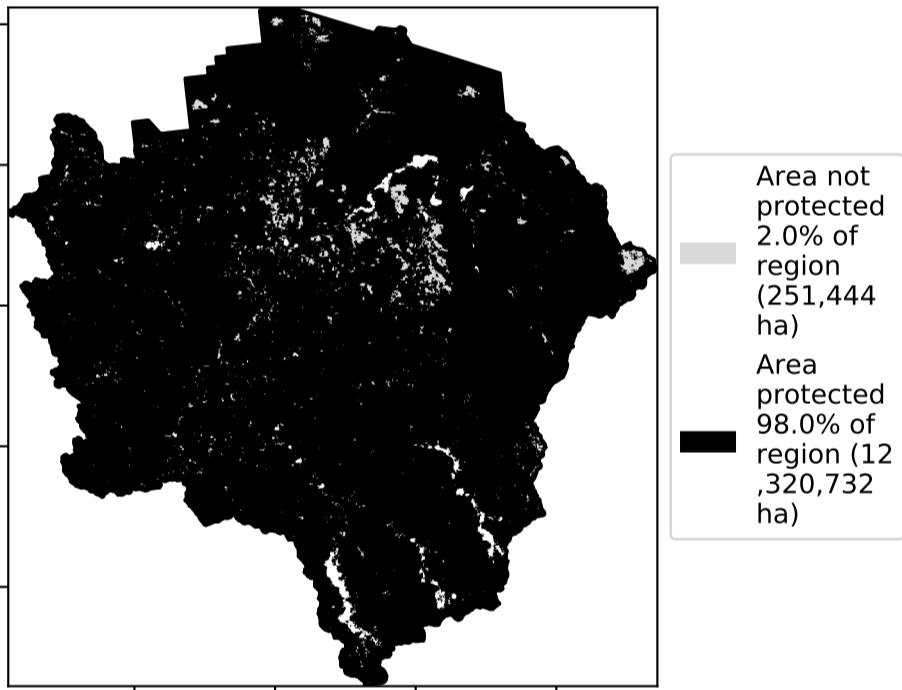 Area not
protected
2.0% of
region
(251,444
ha)
Area
protected
98.0% of
region (12
,320,732
ha)